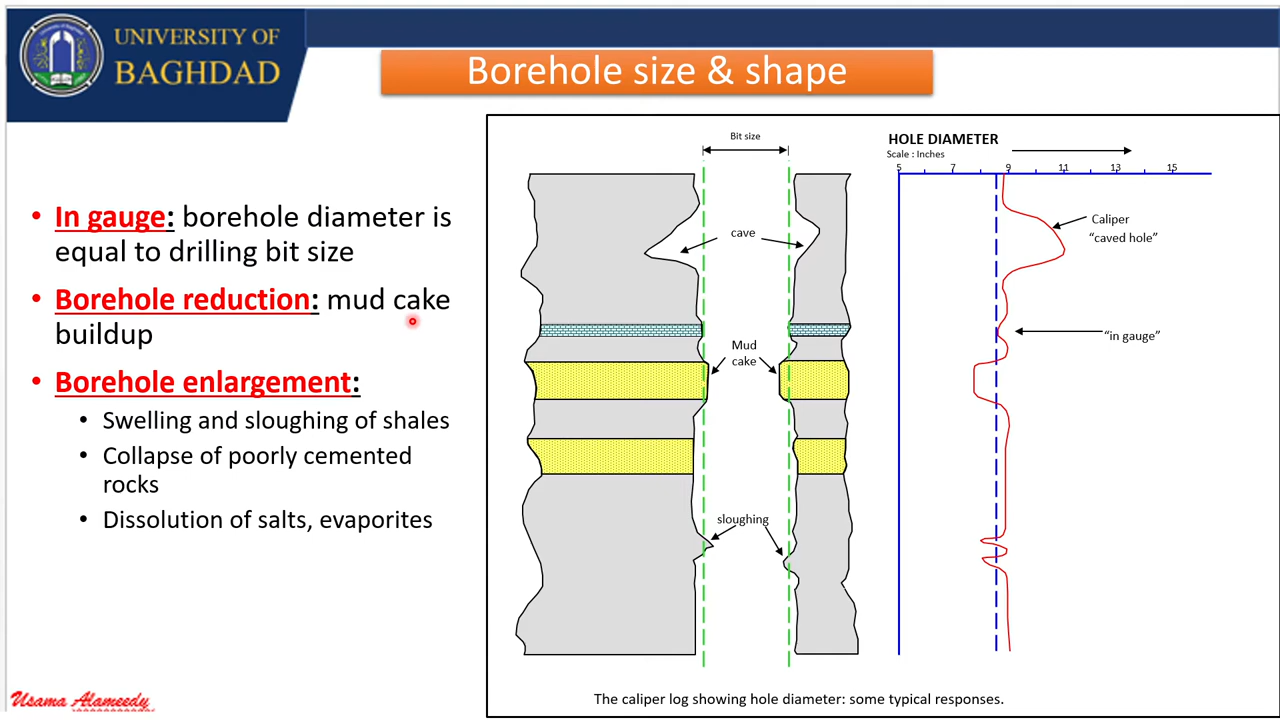 UNIVERSITY OF
BAGHDAD
Borehole size & shape
• In gauge: borehole diameter is
equal to drilling bit size
• Borehole reduction: mud cake
buildup
• Borehole enlargement:
• Swelling and sloughing of shales
• Collapse of poorly cemented
rocks
• Dissolution of salts, evaporites
Bit size
cave
Mud
cake
sloughing
HOLE DIAMETER
Scale : Inches
5 7 9 11 13 15
Caliper
“caved hole”
“in gauge”
The caliper log showing hole diameter: some typical responses.
Usama Alameedy